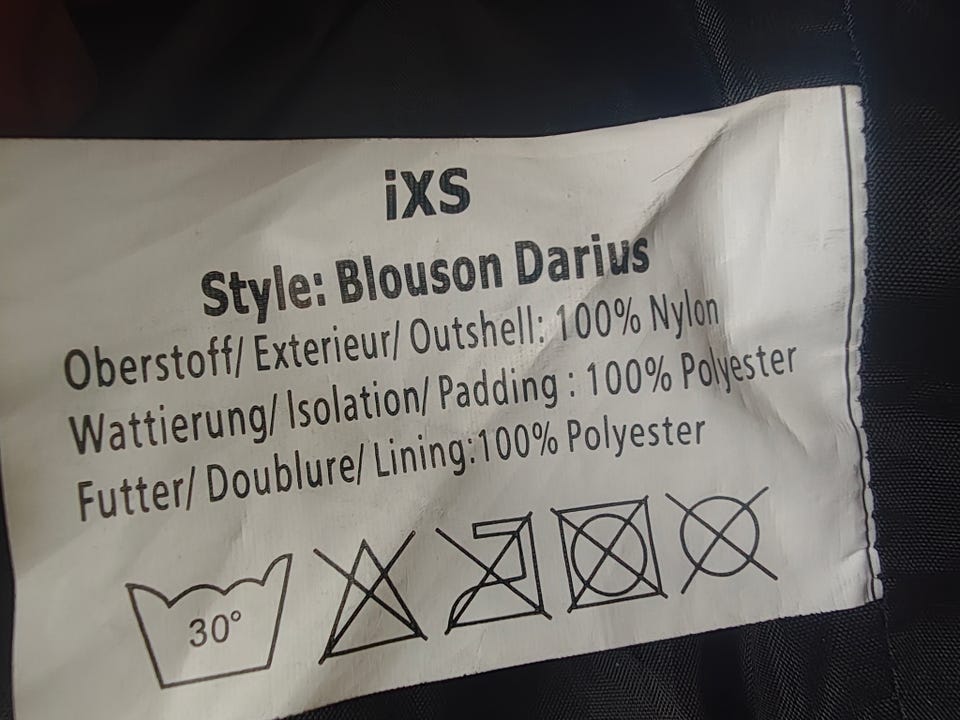 iXS
Style: Blouson Darius
Oberstoff/ Exterieur/ Outshell: 100% Nylon
Wattierung/ Isolation/ Padding : 100% Polyester
Futter/ Doublure/ Lining:100% Polyester
30°